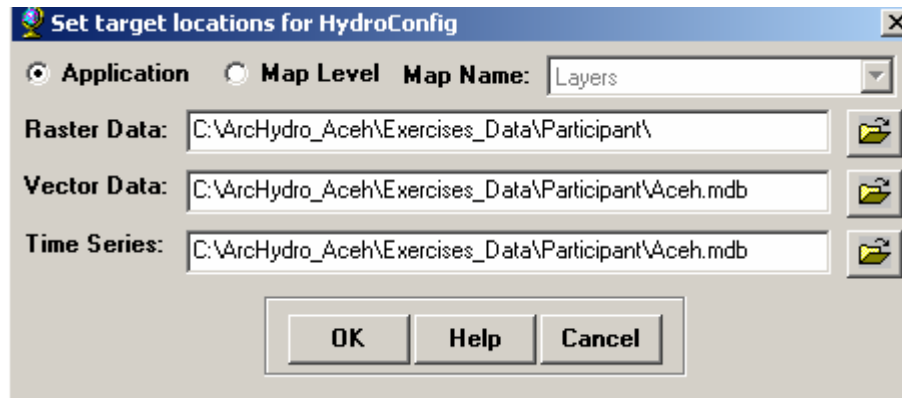 Set target locations for HydroConfig
Application Map Level Map Name: Layers
Raster Data: C:\ArcHydro_Aceh\Exercises_Data\Participant\
Vector Data: C:\ArcHydro_Aceh\Exercises_Data\Participant\Aceh.mdb
Time Series: C:\ArcHydro_Aceh\Exercises_Data\Participant\Aceh.mdb
OK Help Cancel